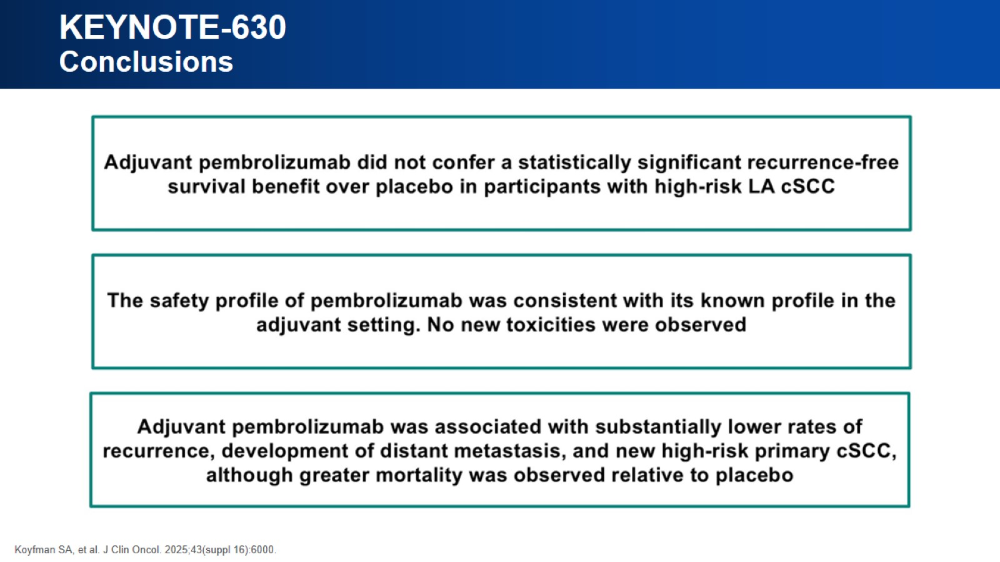 KEYNOTE-630
Conclusions
Adjuvant pembrolizumab did not confer a statistically significant recurrence-free
survival benefit over placebo in participants with high-risk LA cSCC
The safety profile of pembrolizumab was consistent with its known profile in the
adjuvant setting. No new toxicities were observed
Adjuvant pembrolizumab was associated with substantially lower rates of
recurrence, development of distant metastasis, and new high-risk primary cSCC,
although greater mortality was observed relative to placebo
Koyfman SA, et al. J Clin Oncol. 2025;43(suppl 16):6000.